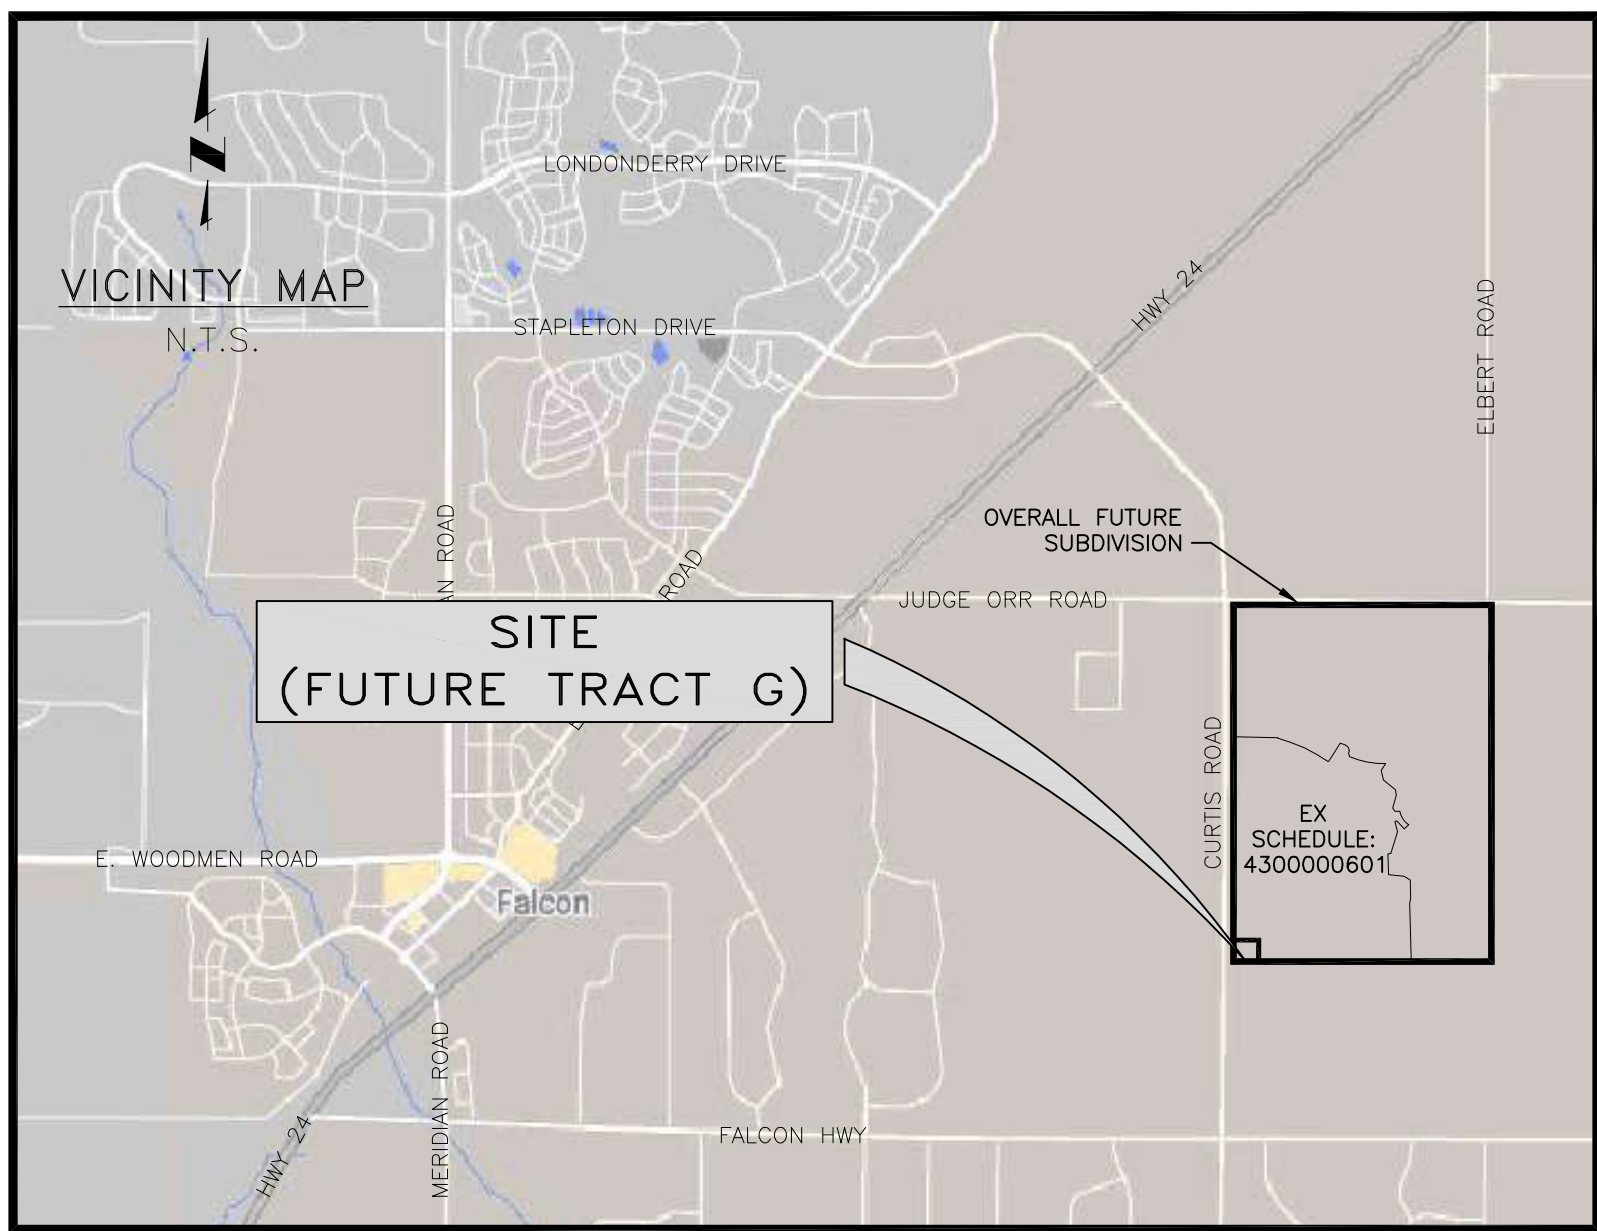 N
LONDONDERRY DRIVE
VICINITY MAP
N.T.S.
STAPLETON DRIVE
HWY 24
ELBERT ROAD
OVERALL FUTURE
SUBDIVISION
ROAD
ROAD
JUDGE ORR ROAD
SITE
(FUTURE TRACT G)
CURTIS ROAD
EX
SCHEDULE:
4300000601
E. WOODMEN ROAD
Falcon
MERIDIAN ROAD
HWY 24
FALCON HWY